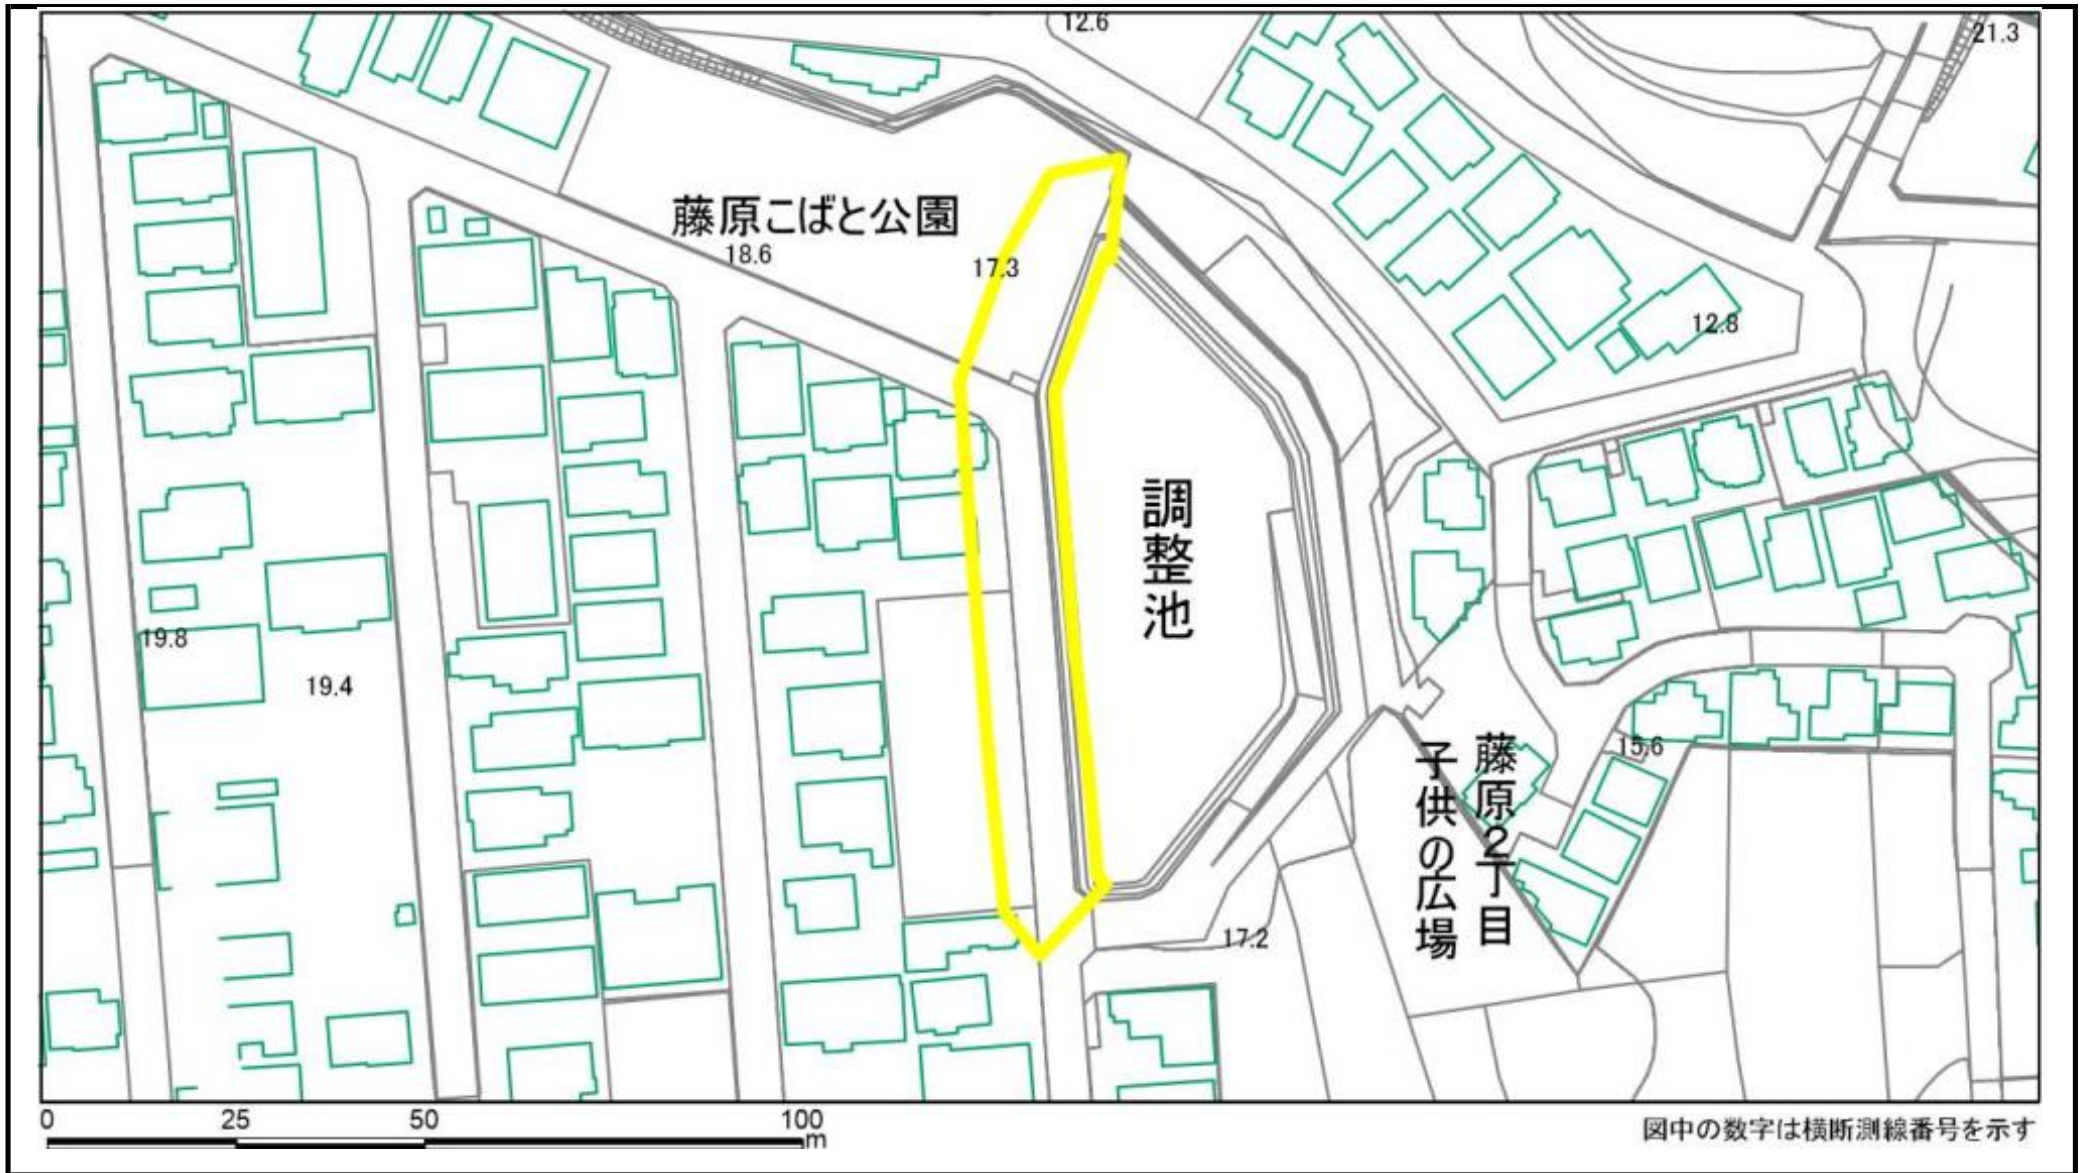 12.6
21.3
藤原こばと公園
18.6
17.3
12.8
調整池
19.8
19.4
藤原2丁目
子供の広場
15.6
17.2
0 25 50 100
m
図中の数字は横断測線番号を示す